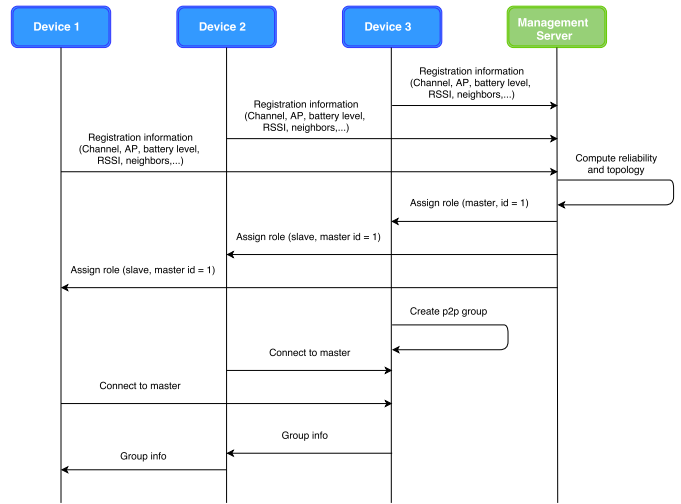 Device 1
Device 2
Device 3
Management
Server
Registration information
(Channel, AP, battery level,
RSSI, neighbors,...)
Registration information
(Channel, AP, battery level,
RSSI, neighbors,...)
Registration information
(Channel, AP, battery level,
RSSI, neighbors,...)
Compute reliability
and topology
Assign role (master, id = 1)
Assign role (slave, master id = 1)
Assign role (slave, master id = 1)
Create p2p group
Connect to master
Connect to master
Group info
Group info